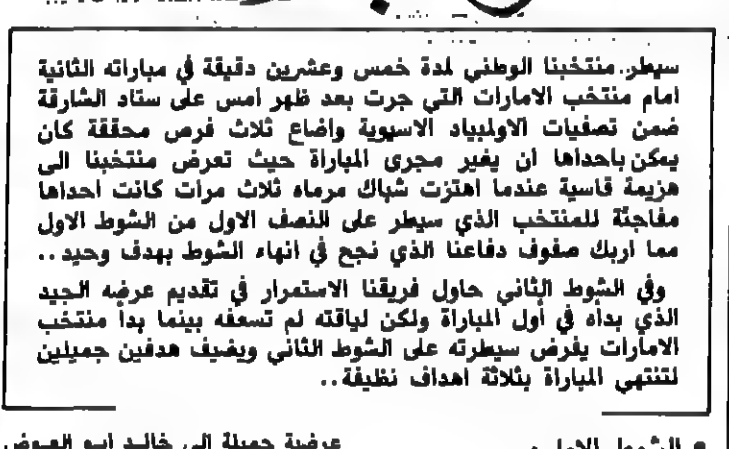 سيطر.. منتخبنا الوطني لمدة خمس وعشرين دقيقة في مباراته الثانية
امام منتخب الامارات التي جرت بعد ظهر امس على ستاد الشارقة
ضمن تصفيات الاولمبياد الاسيوية واضاع ثلاث فرص محققة كان
يمكن باحداها ان يغير مجرى المباراة حيث تعرض منتخبنا الى
هزيمة قاسية عندما اهتزت شباك مرماه ثلاث مرات كانت احداها
مفاجئة للمنتخب الذي سيطر على النصف الاول من الشوط الاول
مما اربك صفوف دفاعنا الذي نجح في انهاء الشوط بهدف وحيد..
وفي الشوط الثاني حاول فريقنا الاستمرار في تقديم عرضه الجيد
الذي بدأه في أول المباراة ولكن لياقته لم تسعفه بينما بدأ منتخب
الامارات يفرض سيطرته على الشوط الثاني ويضيف هدفين جميلين
لتنتهي المباراة بثلاثة اهداف نظيفة..
الشوط الاول
عرضية جميلة الى خالد ابو العوض